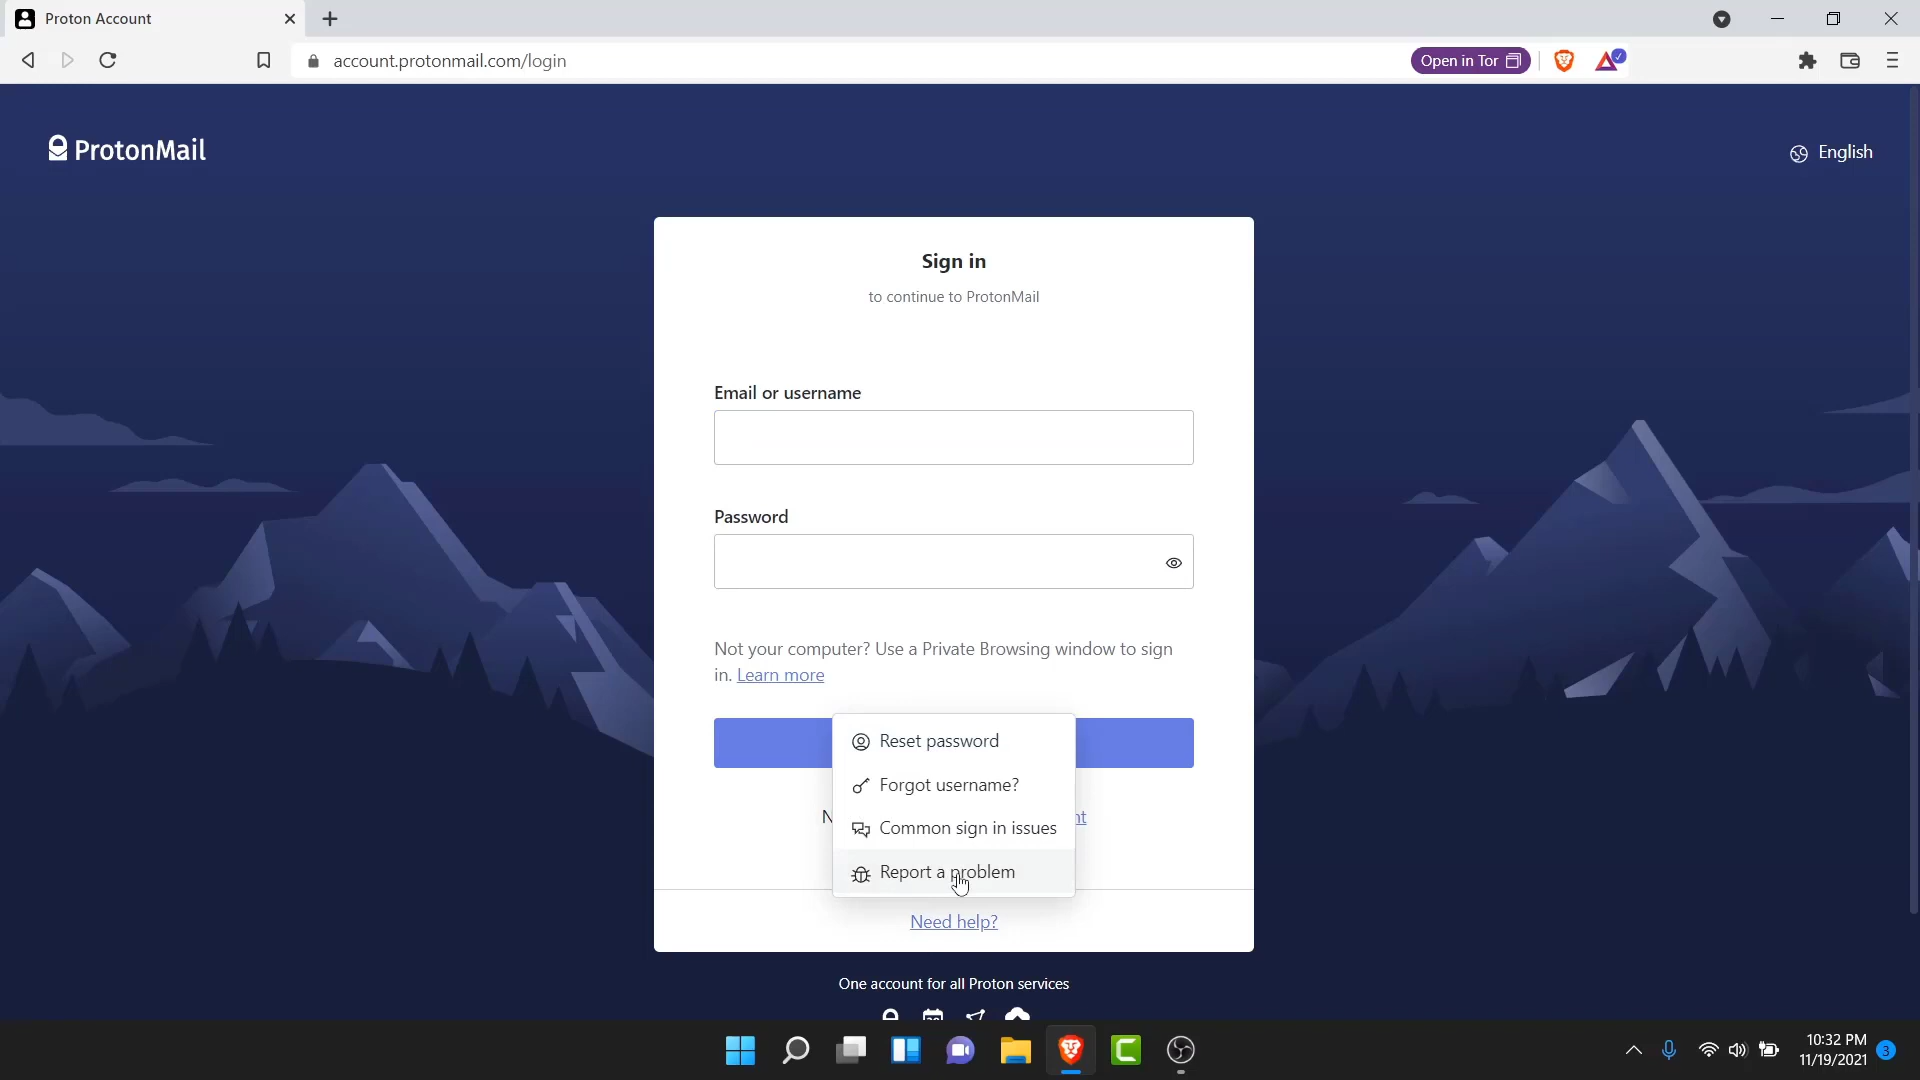 Proton Account
account.protonmail.com/login
Open in Tor
ProtonMail
English
Sign in
to continue to ProtonMail
Email or username
Password
Not your computer? Use a Private Browsing window to sign
in. Learn more
Reset password
Forgot username?
Common sign in issues
Report a problem
Need help?
One account for all Proton services
10:32 PM
11/19/2021
3